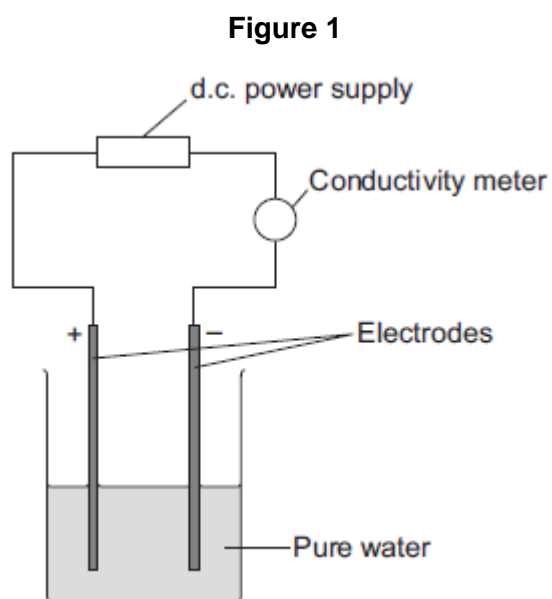 Figure 1
d.c. power supply
Conductivity meter
+
–
Electrodes
Pure water